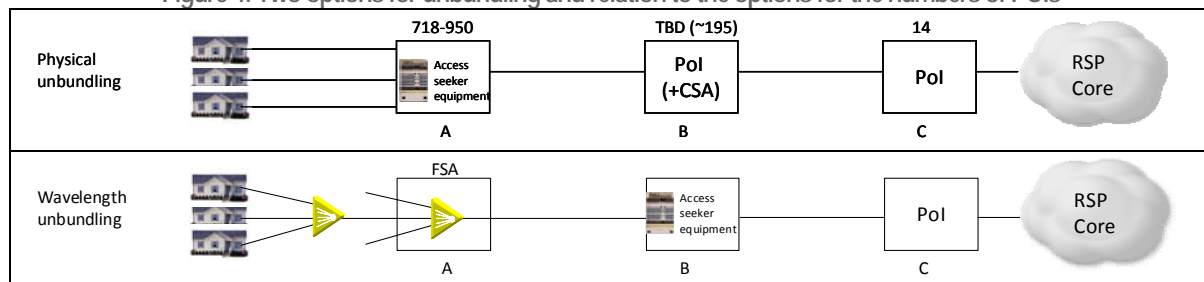 Figure 4: Two options for unbundling and relation to the options for the numbers of POIs
718-950
TBD (~195)
14
Physical
unbundling
Access
seeker
equipment
PoI
(+CSA)
PoI
RSP
Core
A
B
C
FSA
Wavelength
unbundling
Access
seeker
equipment
PoI
RSP
Core
A
B
C